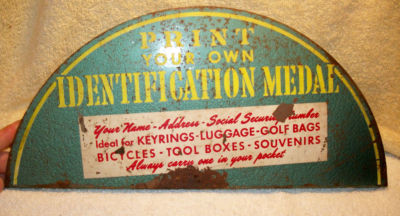 PRINT
YOUR OWN
IDENTIFICATION MEDAL
Your Name - Address - Social Security Number
Ideal for KEYRINGS - LUGGAGE - GOLF BAGS
BICYCLES - TOOL BOXES - SOUVENIRS
Always carry one in your pocket